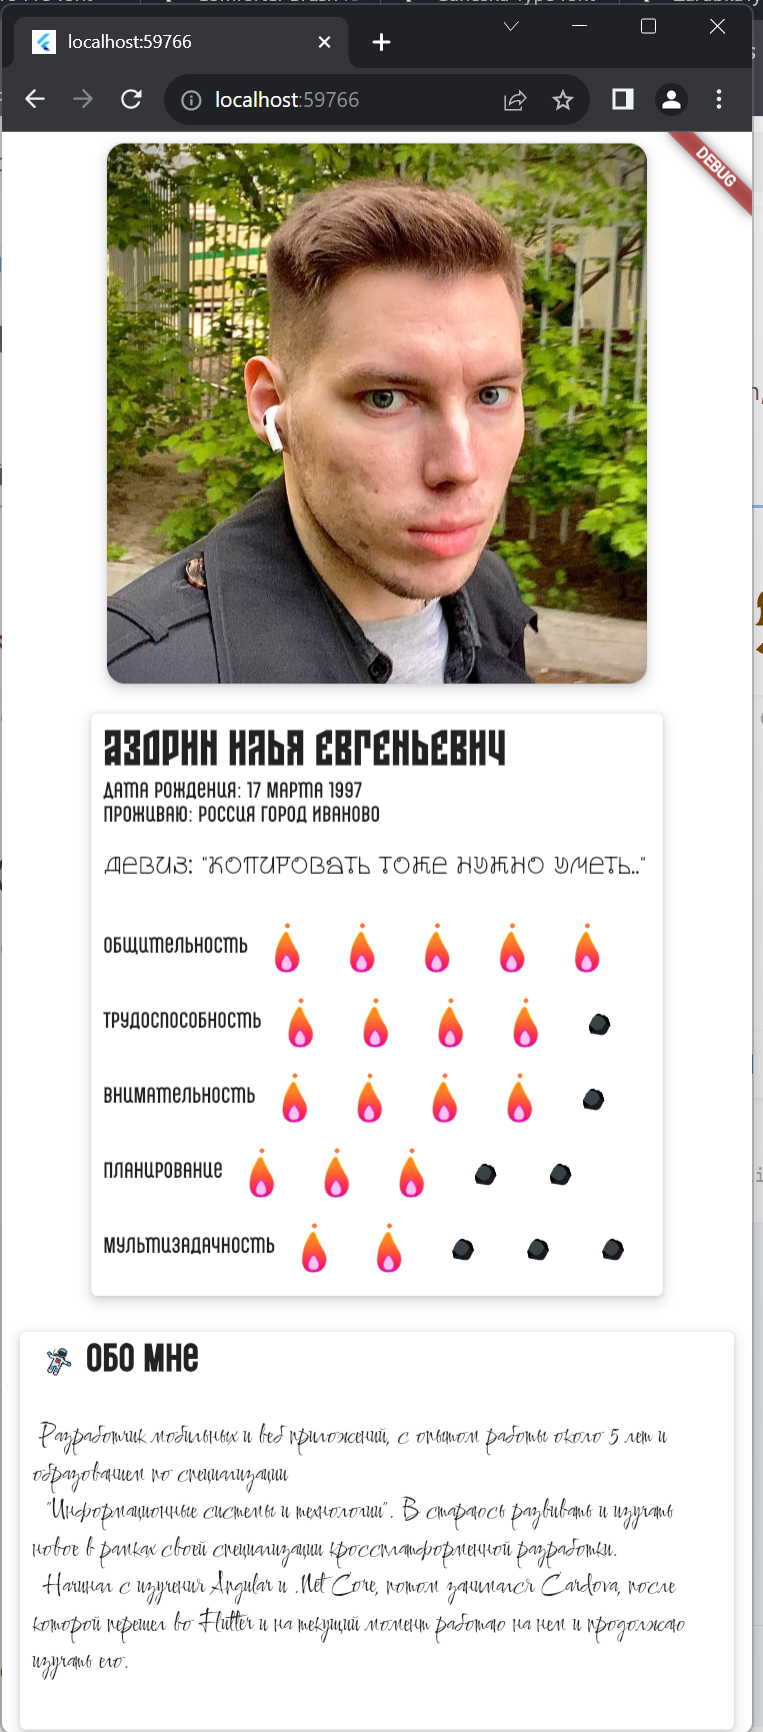 localhost:59766
localhost:59766
DEBUG
АЗОРИН ИЛЬЯ ЕВГЕНЬЕВИЧ
ДАТА РОЖДЕНИЯ: 17 МАРТА 1997
ПРОЖИВАЮ: РОССИЯ ГОРОД ИВАНОВО
ДЕВИЗ: "КОПИРОВАТЬ ТОЖЕ НУЖНО УМЕТЬ.."
ОБЩИТЕЛЬНОСТЬ
ТРУДОСПОСОБНОСТЬ
ВНИМАТЕЛЬНОСТЬ
ПЛАНИРОВАНИЕ
МУЛЬТИЗАДАЧНОСТЬ
ОБО МНЕ
Разработчик мобильных и веб приложений, с опытом работы около 5 лет и
образованием по специализации
"Информационные системы и технологии". В стараюсь развивать и изучать
новое в рамках своей специализации кроссплатформенной разработки.
Начинал с изучения Angular и .Net Core, потом занимался Cardova, после
которой перешел во Flutter и на текущий момент работаю на нем и продолжаю
изучать его.